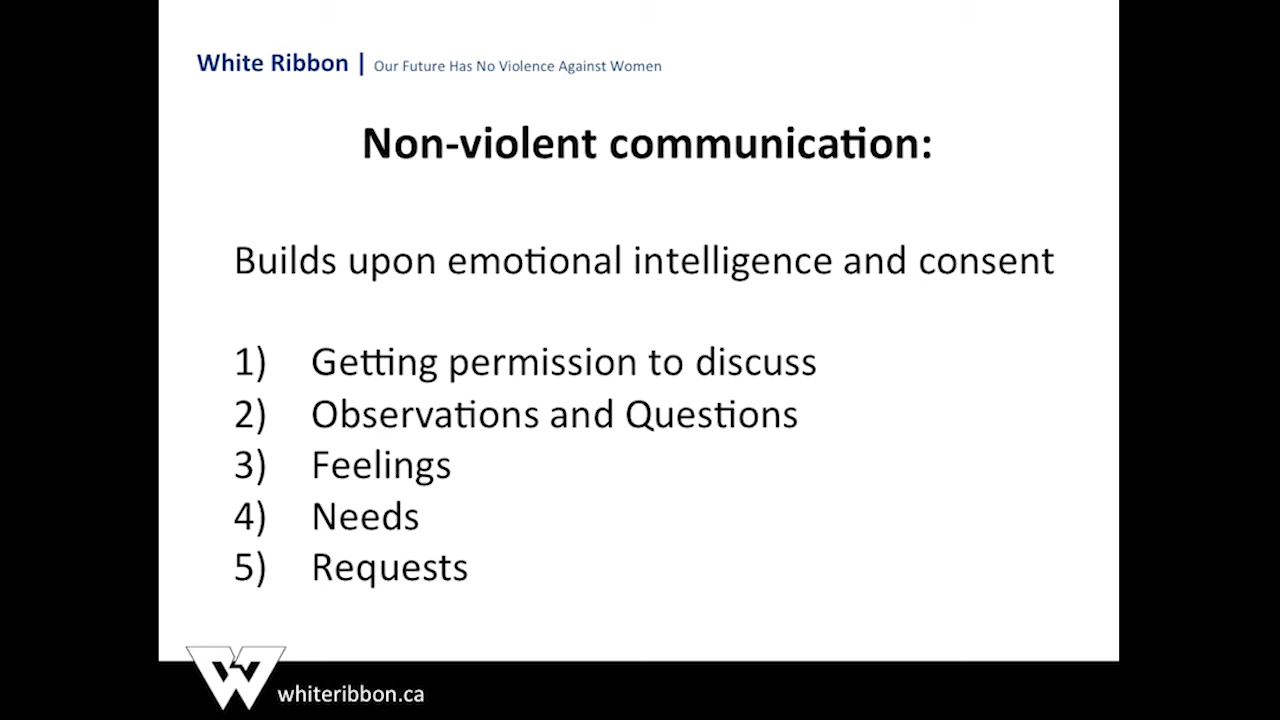 White Ribbon | Our Future Has No Violence Against Women
Non-violent communication:
Builds upon emotional intelligence and consent
1) Getting permission to discuss
2) Observations and Questions
3) Feelings
4) Needs
5) Requests
W whiteribbon.ca